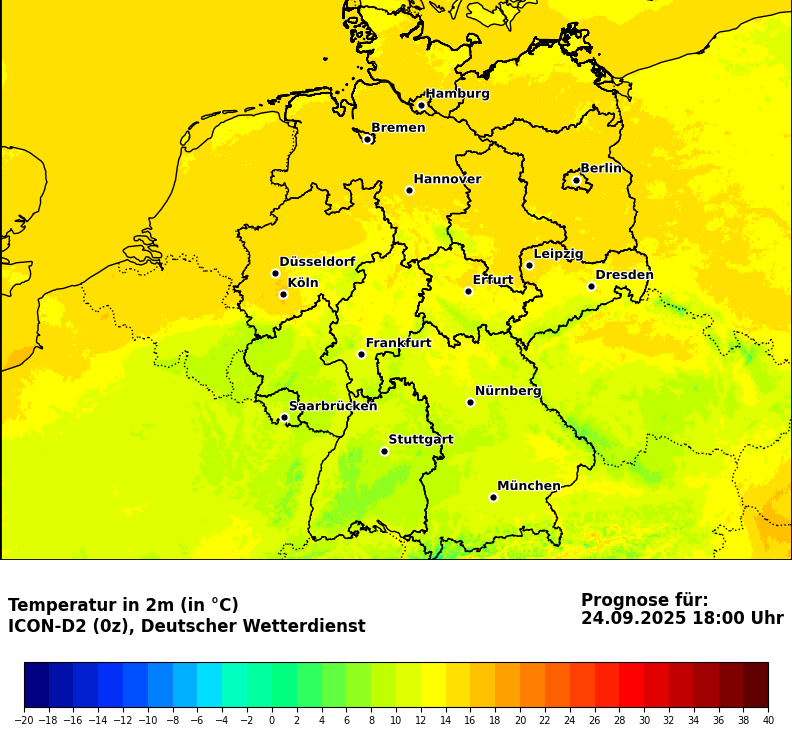 Hamburg
Bremen
Berlin
Hannover
Leipzig
Düsseldorf
Dresden
Köln
Erfurt
Frankfurt
Nürnberg
Saarbrücken
Stuttgart
München
Temperatur in 2m (in °C)
ICON-D2 (0z), Deutscher Wetterdienst
Prognose für:
24.09.2025 18:00 Uhr
−20 −18 −16 −14 −12 −10 −8 −6 −4 −2 0 2 4 6 8 10 12 14 16 18 20 22 24 26 28 30 32 34 36 38 40